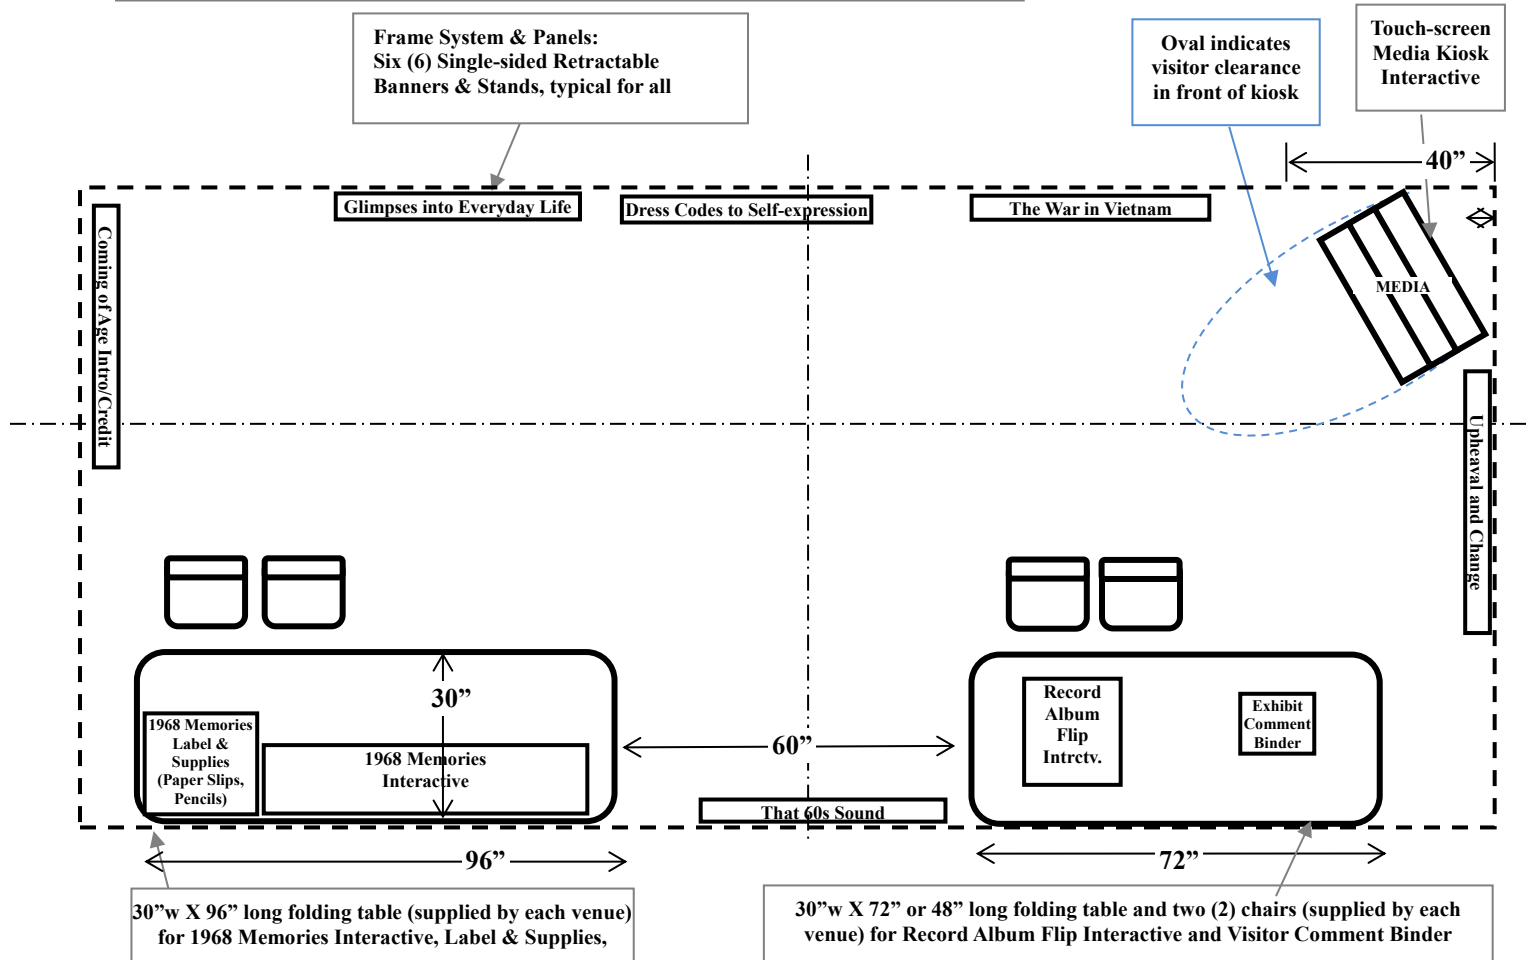 Frame System & Panels:
Six (6) Single-sided Retractable
Banners & Stands, typical for all
Oval indicates
visitor clearance
in front of kiosk
Touch-screen
Media Kiosk
Interactive
40”
Glimpses into Everyday Life
Dress Codes to Self-expression
The War in Vietnam
MEDIA
Coming of Age Intro/Credit
Upheaval and Change
30”
1968 Memories
Label &
Supplies
(Paper Slips,
Pencils)
1968 Memories
Interactive
60”
Record
Album
Flip
Intrctv.
Exhibit
Comment
Binder
That 60s Sound
96”
72”
30”w X 96” long folding table (supplied by each venue)
for 1968 Memories Interactive, Label & Supplies,
30”w X 72” or 48” long folding table and two (2) chairs (supplied by each
venue) for Record Album Flip Interactive and Visitor Comment Binder